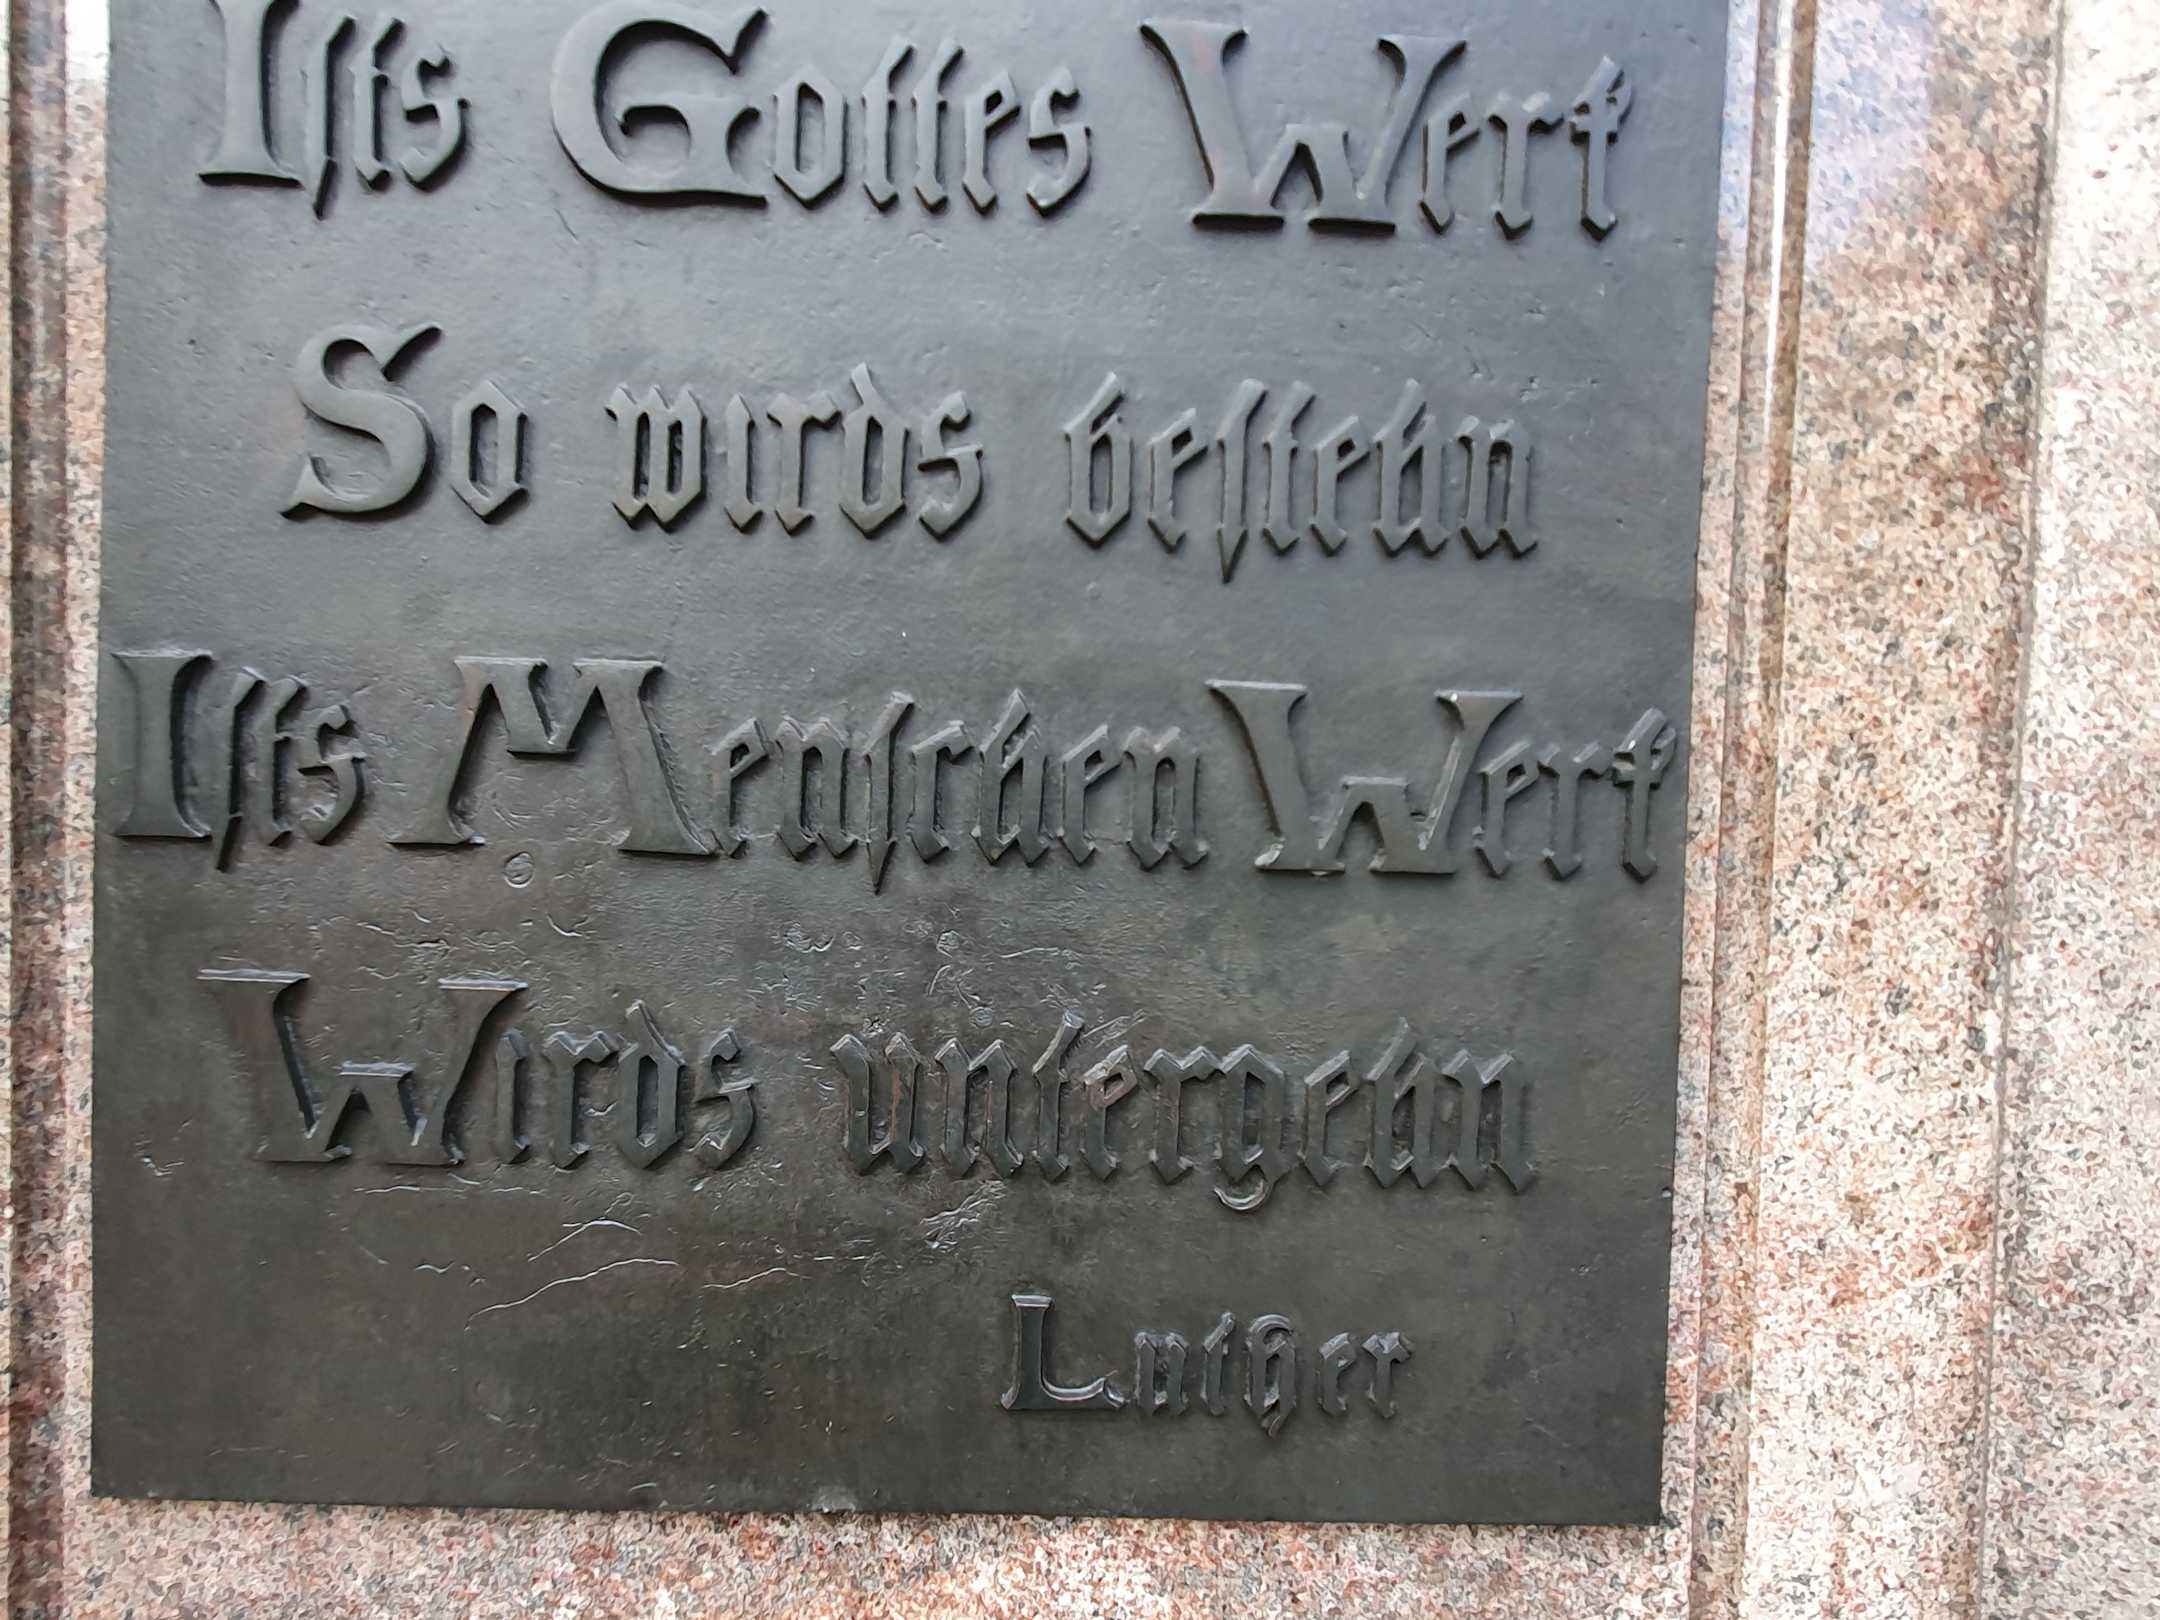 Ists Gottes Werk
So wirds bestehn
Ists Menschen Werk
Wirds untergehn
Luther